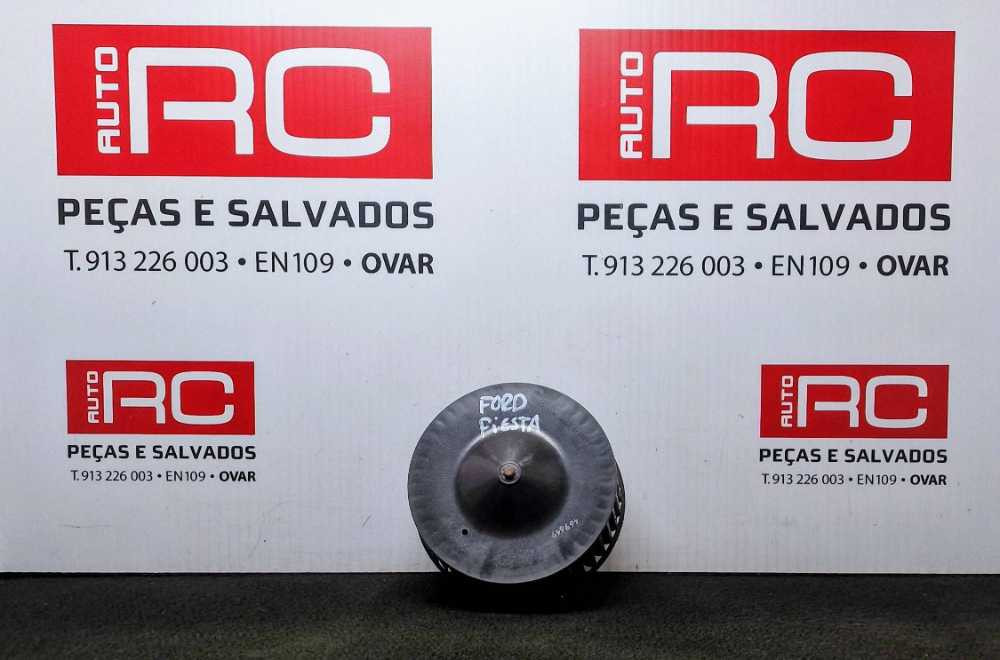 AUTO RC
PEÇAS E SALVADOS
T. 913 226 003 • EN109 • OVAR
AUTO RC
PEÇAS E SALVADOS
T. 913 226 003 • EN109 • OVAR
AUTO RC
PEÇAS E SALVADOS
T. 913 226 003 • EN109 • OVAR
FORD
FiESTA
AUTO RC
PEÇAS E SALVADOS
T. 913 226 003 • EN109 • OVAR